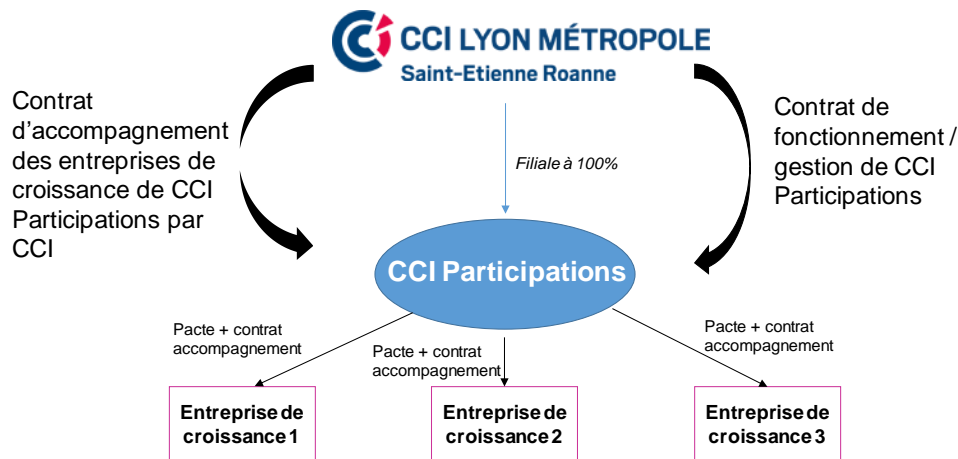 CCI LYON MÉTROPOLE
Saint-Etienne Roanne
Contrat
d'accompagnement
des entreprises de
croissance de CCI
Participations par
CCI
Filiale à 100%
Contrat de
fonctionnement /
gestion de CCI
Participations
CCI Participations
Pacte + contrat
accompagnement
Pacte + contrat
accompagnement
Pacte + contrat
accompagnement
Entreprise de
croissance 1
Entreprise de
croissance 2
Entreprise de
croissance 3